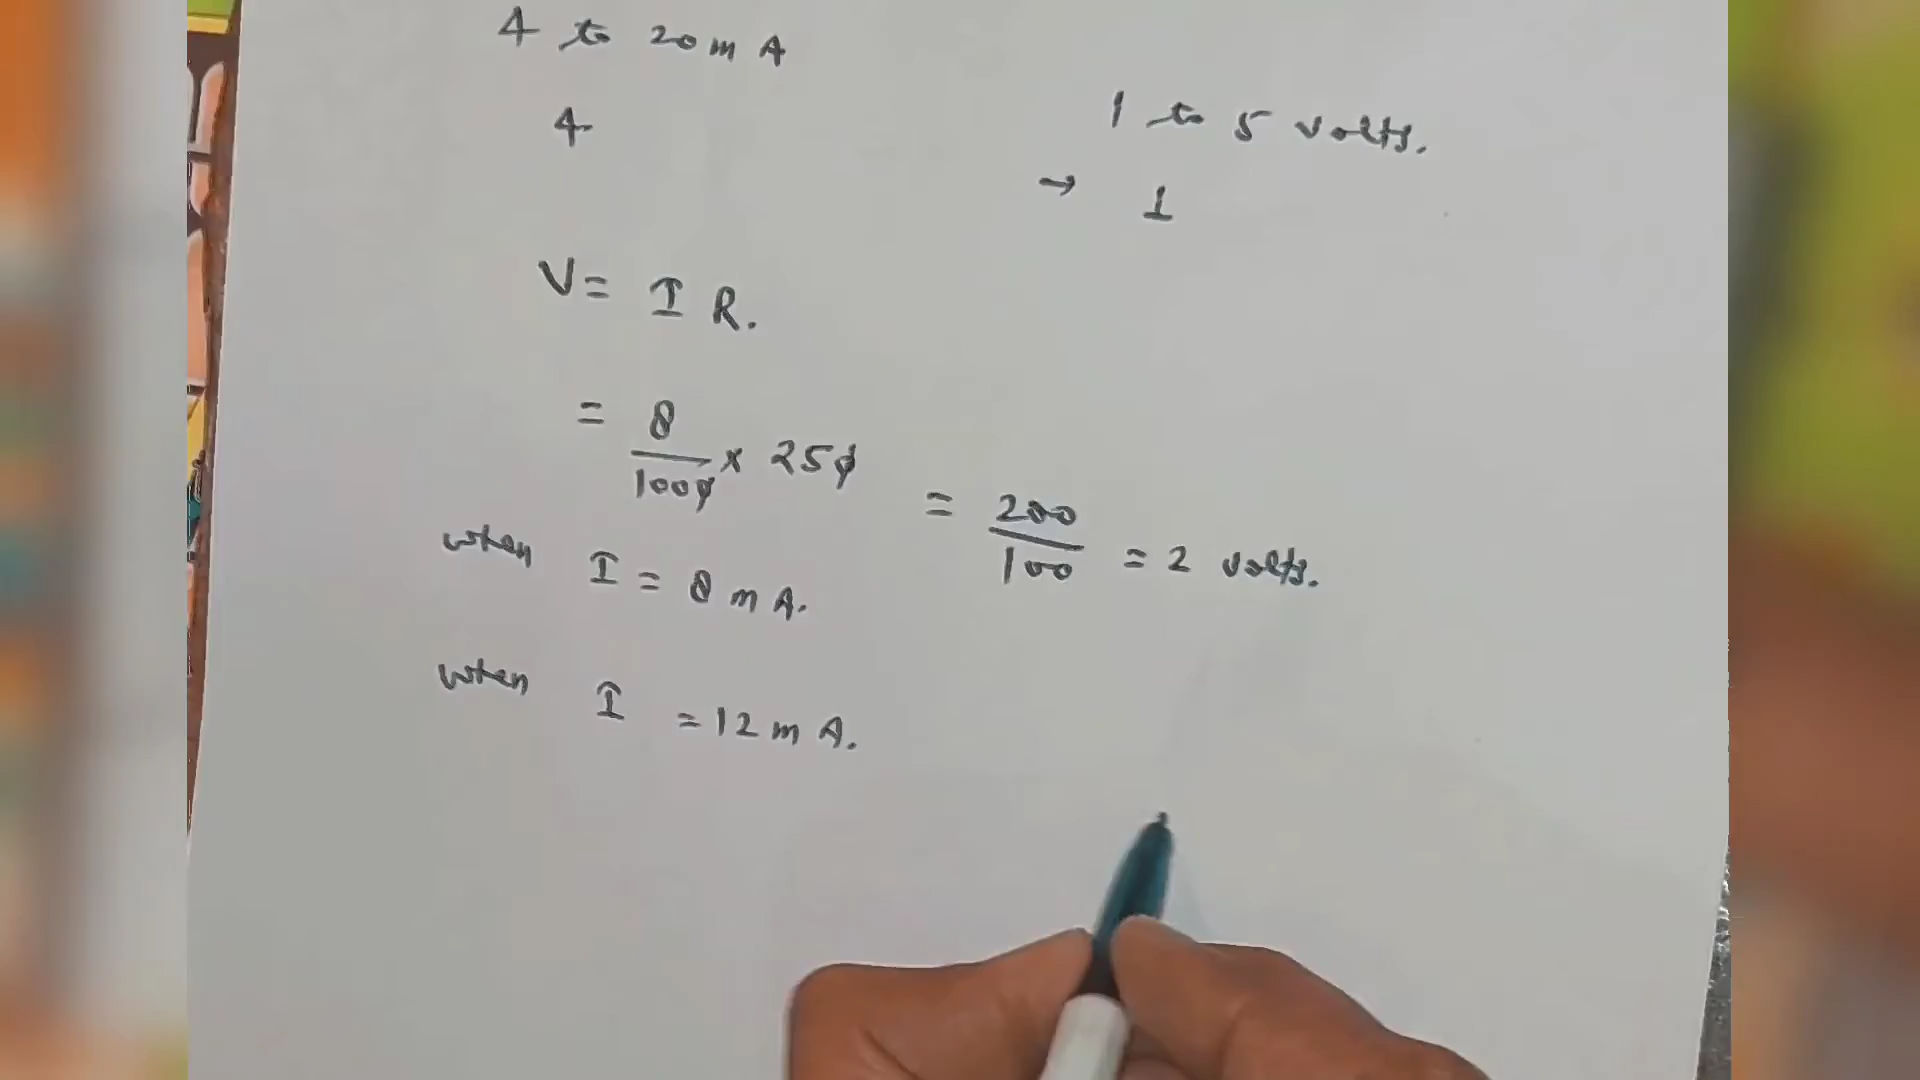 4 to 20 mA
1 to 5 volts.
4
→ 1
V = I R.
= 8/1000 × 250 = 200/100 = 2 volts.
when I = 8 mA.
when I = 12 mA.